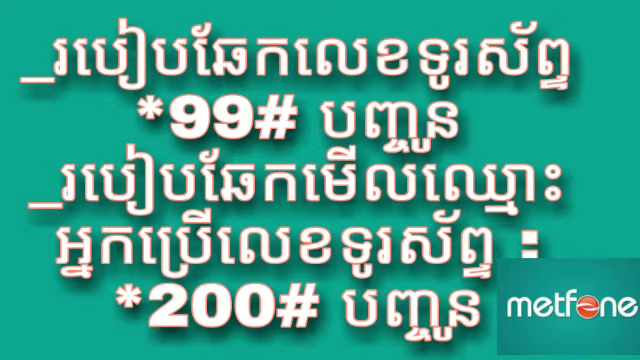 _របៀបឆែកលេខទូរស័ព្ទ
*99# បញ្ចូន
_របៀបឆែកមើលឈ្មោះ
អ្នកប្រើលេខទូរស័ព្ទ :
*200# បញ្ចូន
metfone